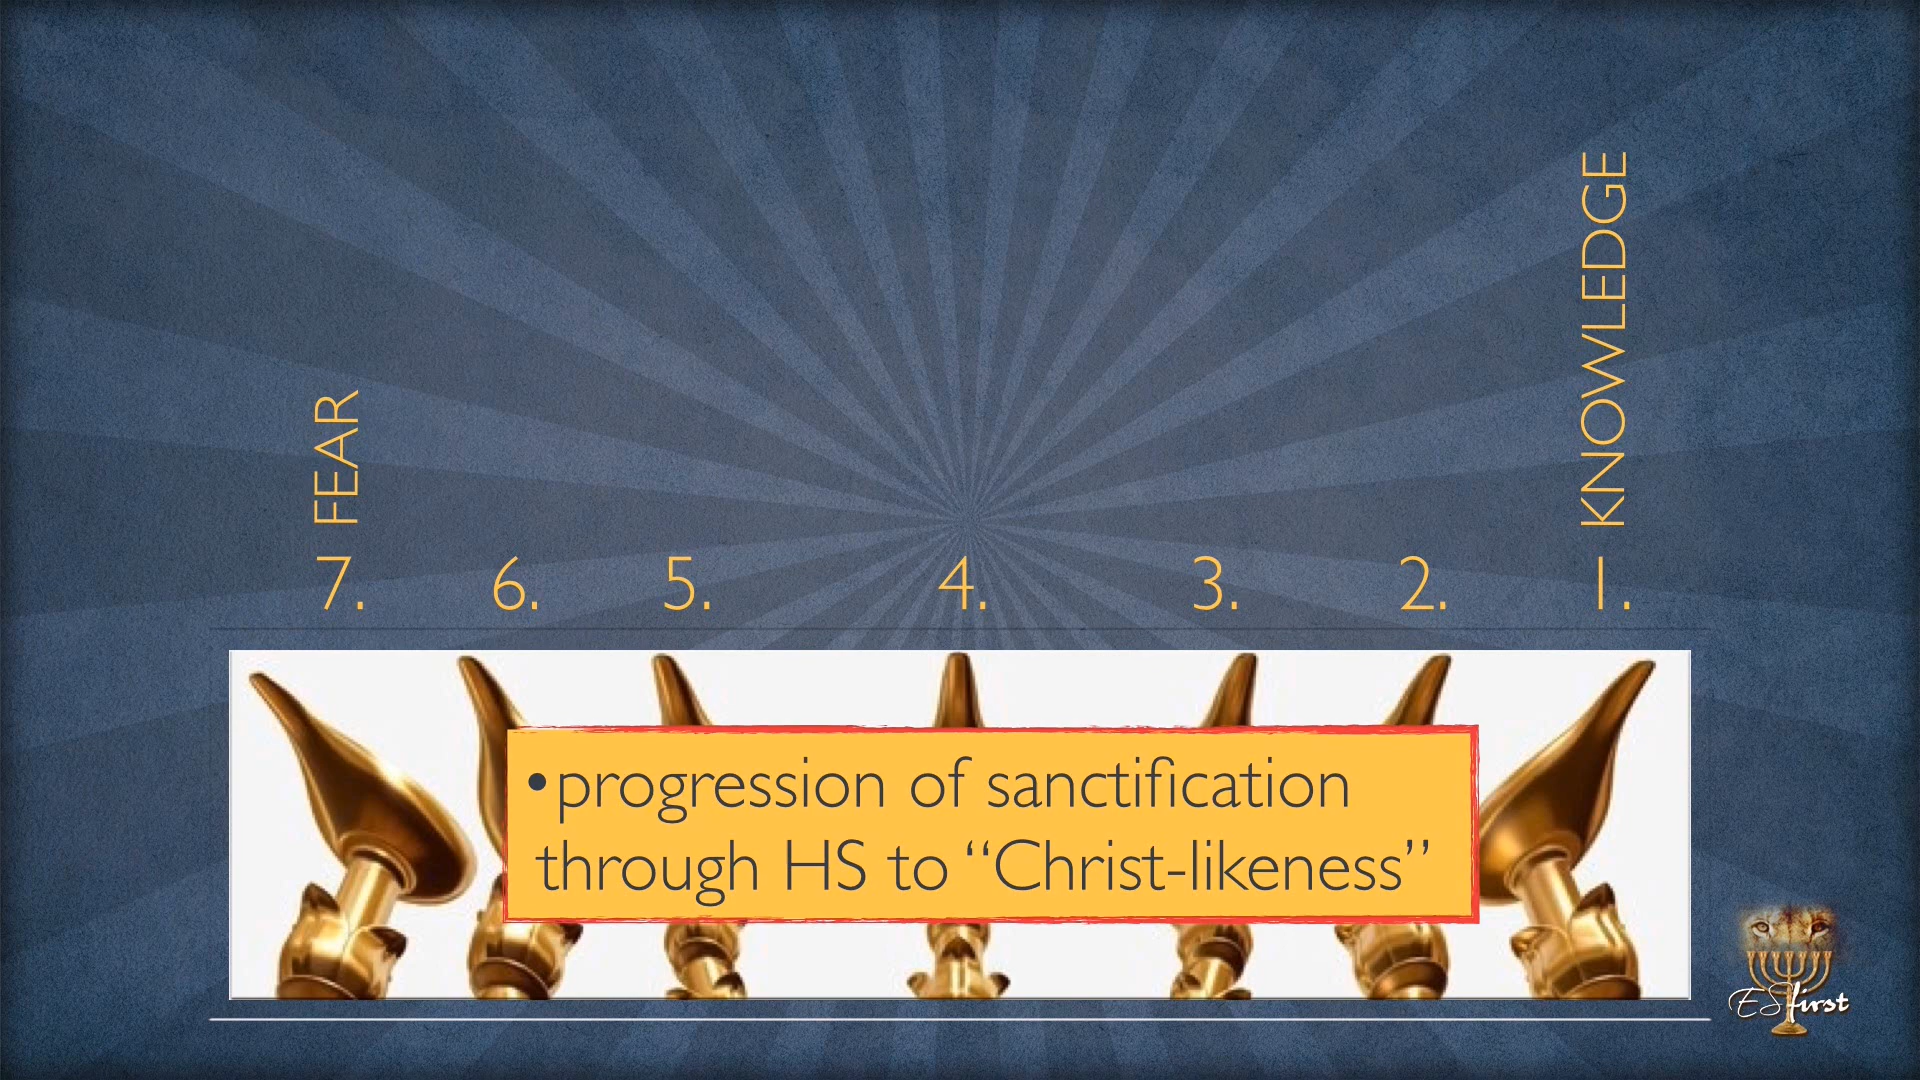 FEAR
KNOWLEDGE
7. 6. 5. 4. 3. 2. 1.
•progression of sanctification
through HS to “Christ-likeness”
ESfirst